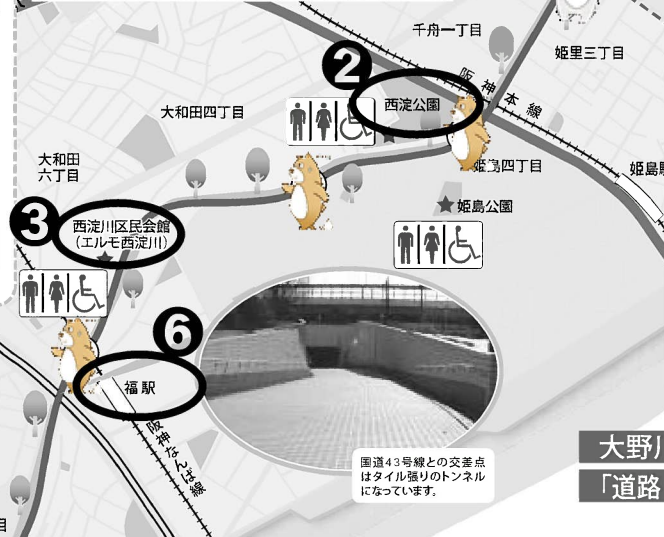 千舟一丁目
姫里三丁目
2
阪神本線
西淀公園
大和田四丁目
大和田
六丁目
姫島四丁目
姫島駅
3
西淀川区民会館
（エルモ西淀川）
姫島公園
6
福駅
阪神なんば線
国道43号線との交差点
はタイル張りのトンネル
になっています。
大野川
「道路
目